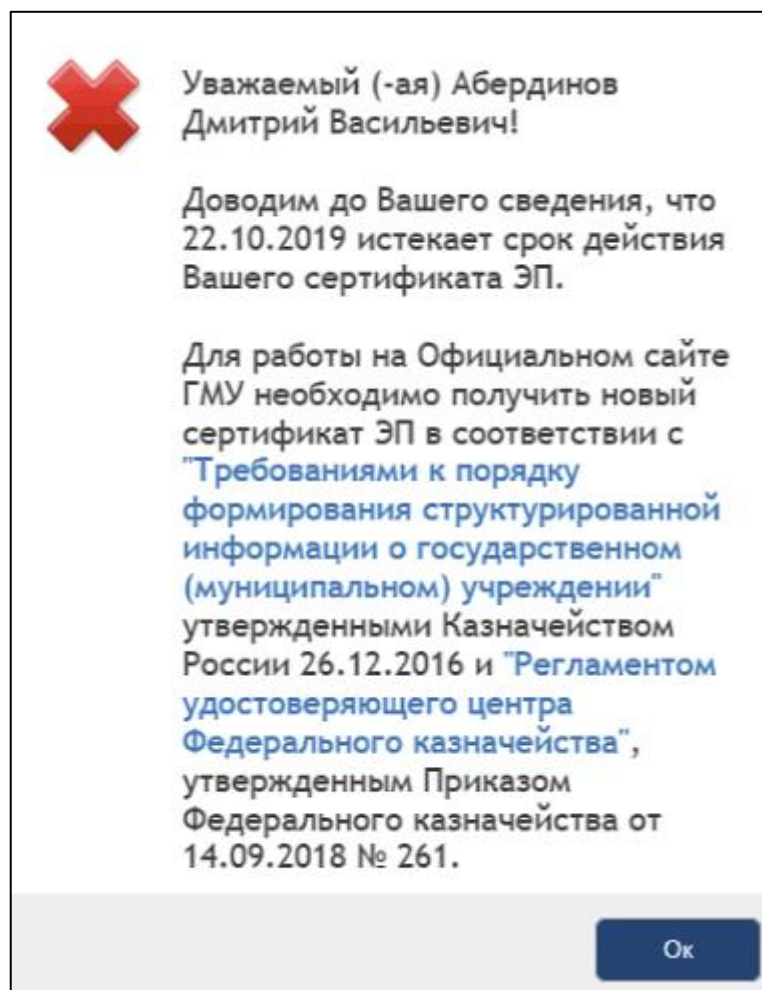 Уважаемый (-ая) Абердинов
Дмитрий Васильевич!
Доводим до Вашего сведения, что
22.10.2019 истекает срок действия
Вашего сертификата ЭП.
Для работы на Официальном сайте
ГМУ необходимо получить новый
сертификат ЭП в соответствии с
"Требованиями к порядку
формирования структурированной
информации о государственном
(муниципальном) учреждении"
утвержденными Казначейством
России 26.12.2016 и "Регламентом
удостоверяющего центра
Федерального казначейства",
утвержденным Приказом
Федерального казначейства от
14.09.2018 № 261.
Ок